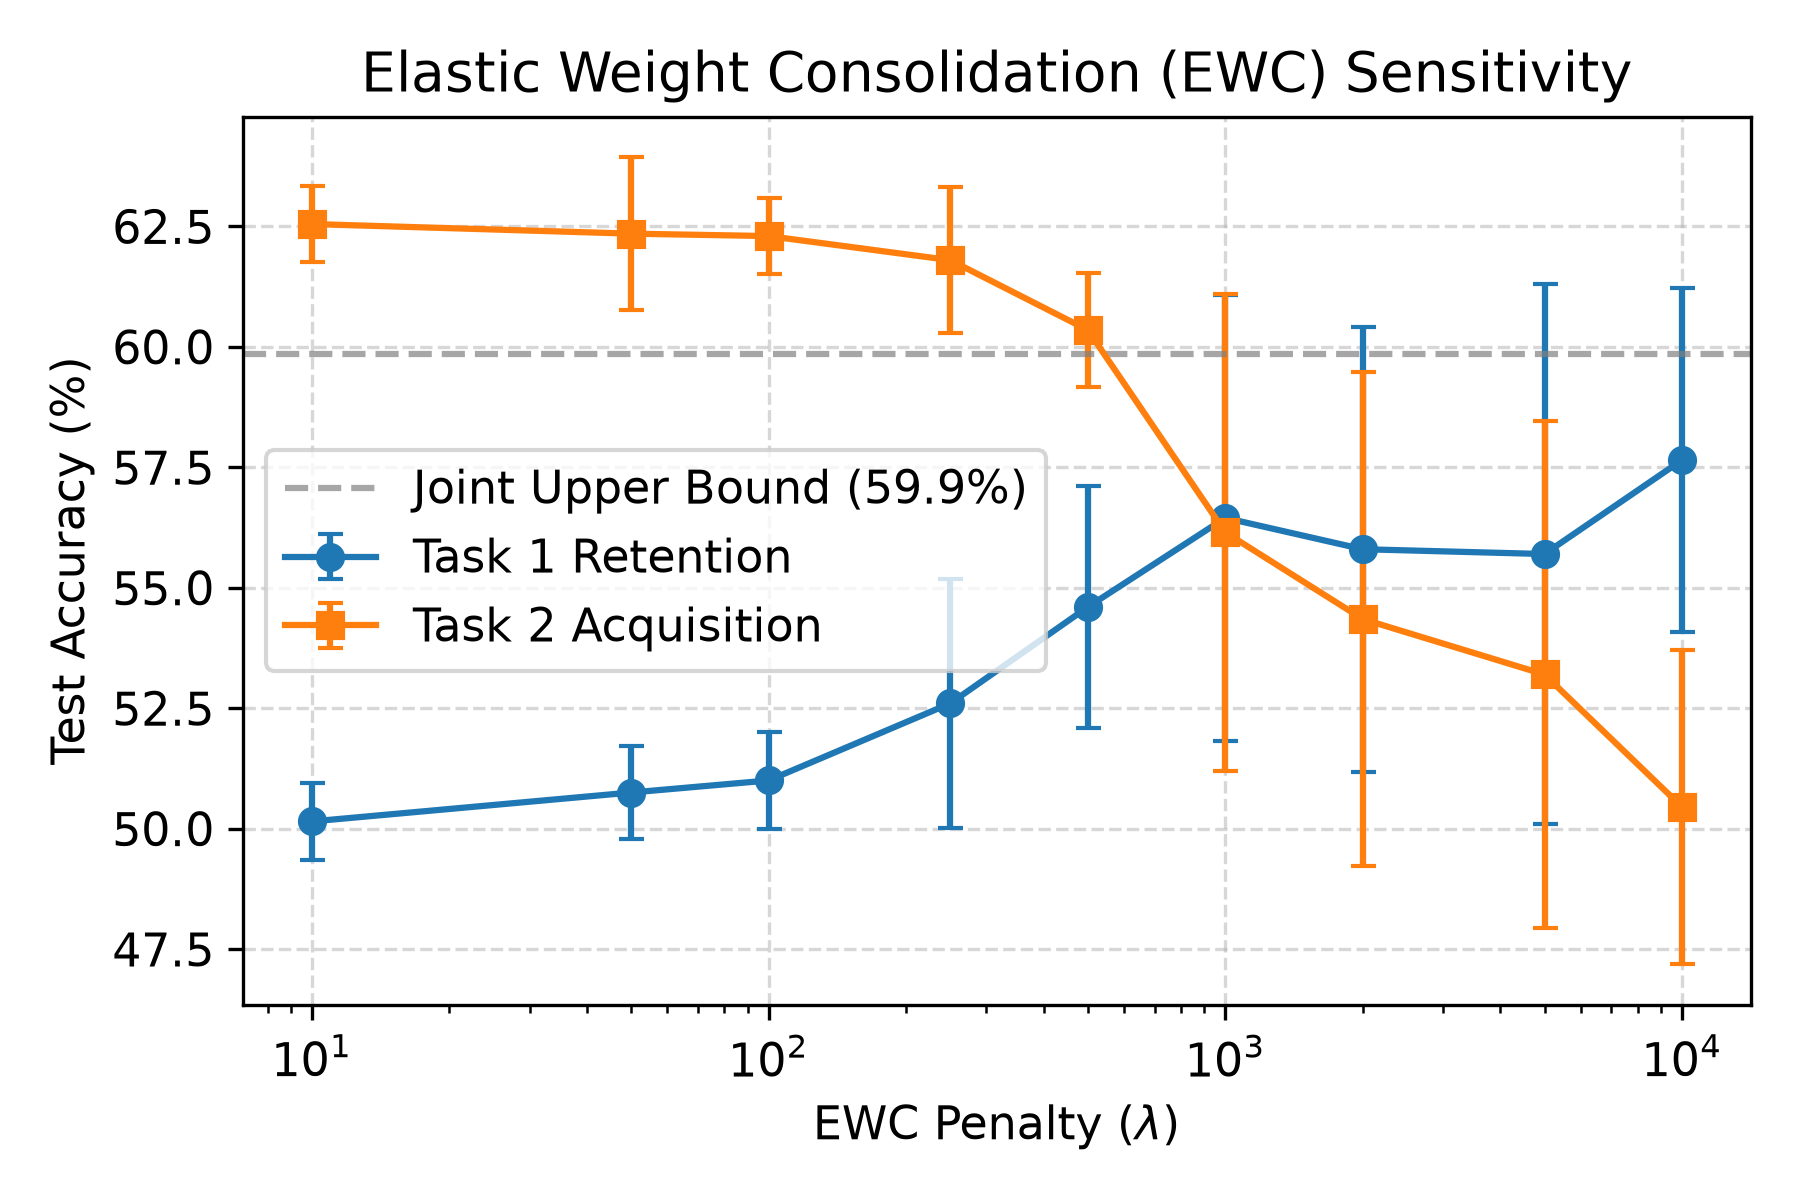 Elastic Weight Consolidation (EWC) Sensitivity
Test Accuracy (%)
62.5
60.0
57.5
55.0
52.5
50.0
47.5
Joint Upper Bound (59.9%)
Task 1 Retention
Task 2 Acquisition
10¹ 10² 10³ 10⁴
EWC Penalty (λ)